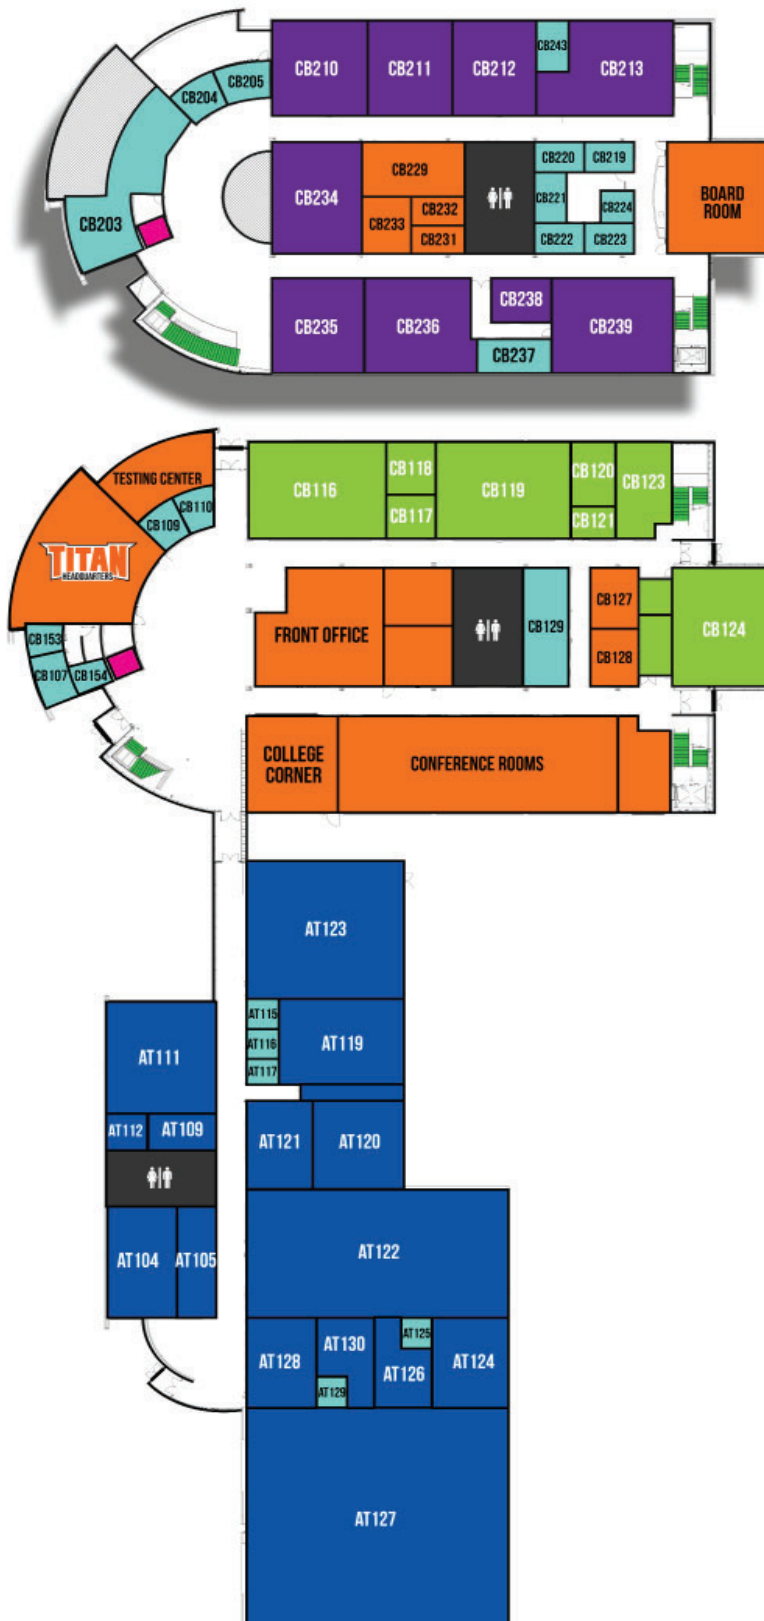 CB210
CB211
CB212
CB243
CB213
CB205
CB204
CB203
CB234
CB229
CB233
CB232
CB231
CB220
CB219
CB221
CB224
CB222
CB223
BOARD
ROOM
CB235
CB236
CB238
CB237
CB239
TESTING CENTER
CB110
CB109
TITAN
HEADQUARTERS
CB116
CB118
CB117
CB119
CB120
CB121
CB123
CB153
CB107
CB154
FRONT OFFICE
CB129
CB127
CB128
CB124
COLLEGE
CORNER
CONFERENCE ROOMS
AT123
AT115
AT116
AT117
AT119
AT111
AT112
AT109
AT121
AT120
AT104
AT105
AT122
AT128
AT130
AT129
AT125
AT126
AT124
AT127